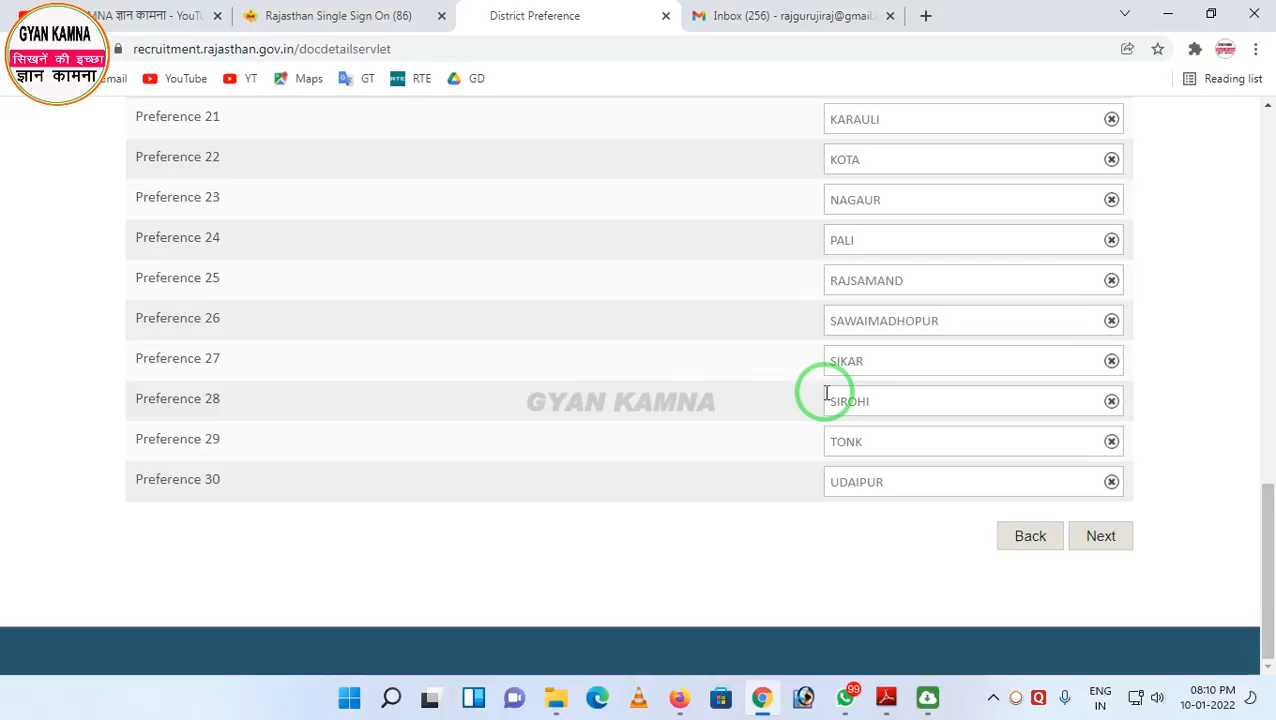 GYAN KAMNA
सिखनें की इच्छा
ज्ञान कामना
MNA ज्ञान कामना - YouTu
Rajasthan Single Sign On (86)
District Preference
Inbox (256) - rajgurujiraj@gmail.
recruitment.rajasthan.gov.in/docdetailservlet
email YouTube YT Maps GT RTE GD Reading list
Preference 21 KARAULI
Preference 22 KOTA
Preference 23 NAGAUR
Preference 24 PALI
Preference 25 RAJSAMAND
Preference 26 SAWAIMADHOPUR
Preference 27 SIKAR
Preference 28 SIROHI
GYAN KAMNA
Preference 29 TONK
Preference 30 UDAIPUR
Back Next
99
ENG
IN
08:10 PM
10-01-2022